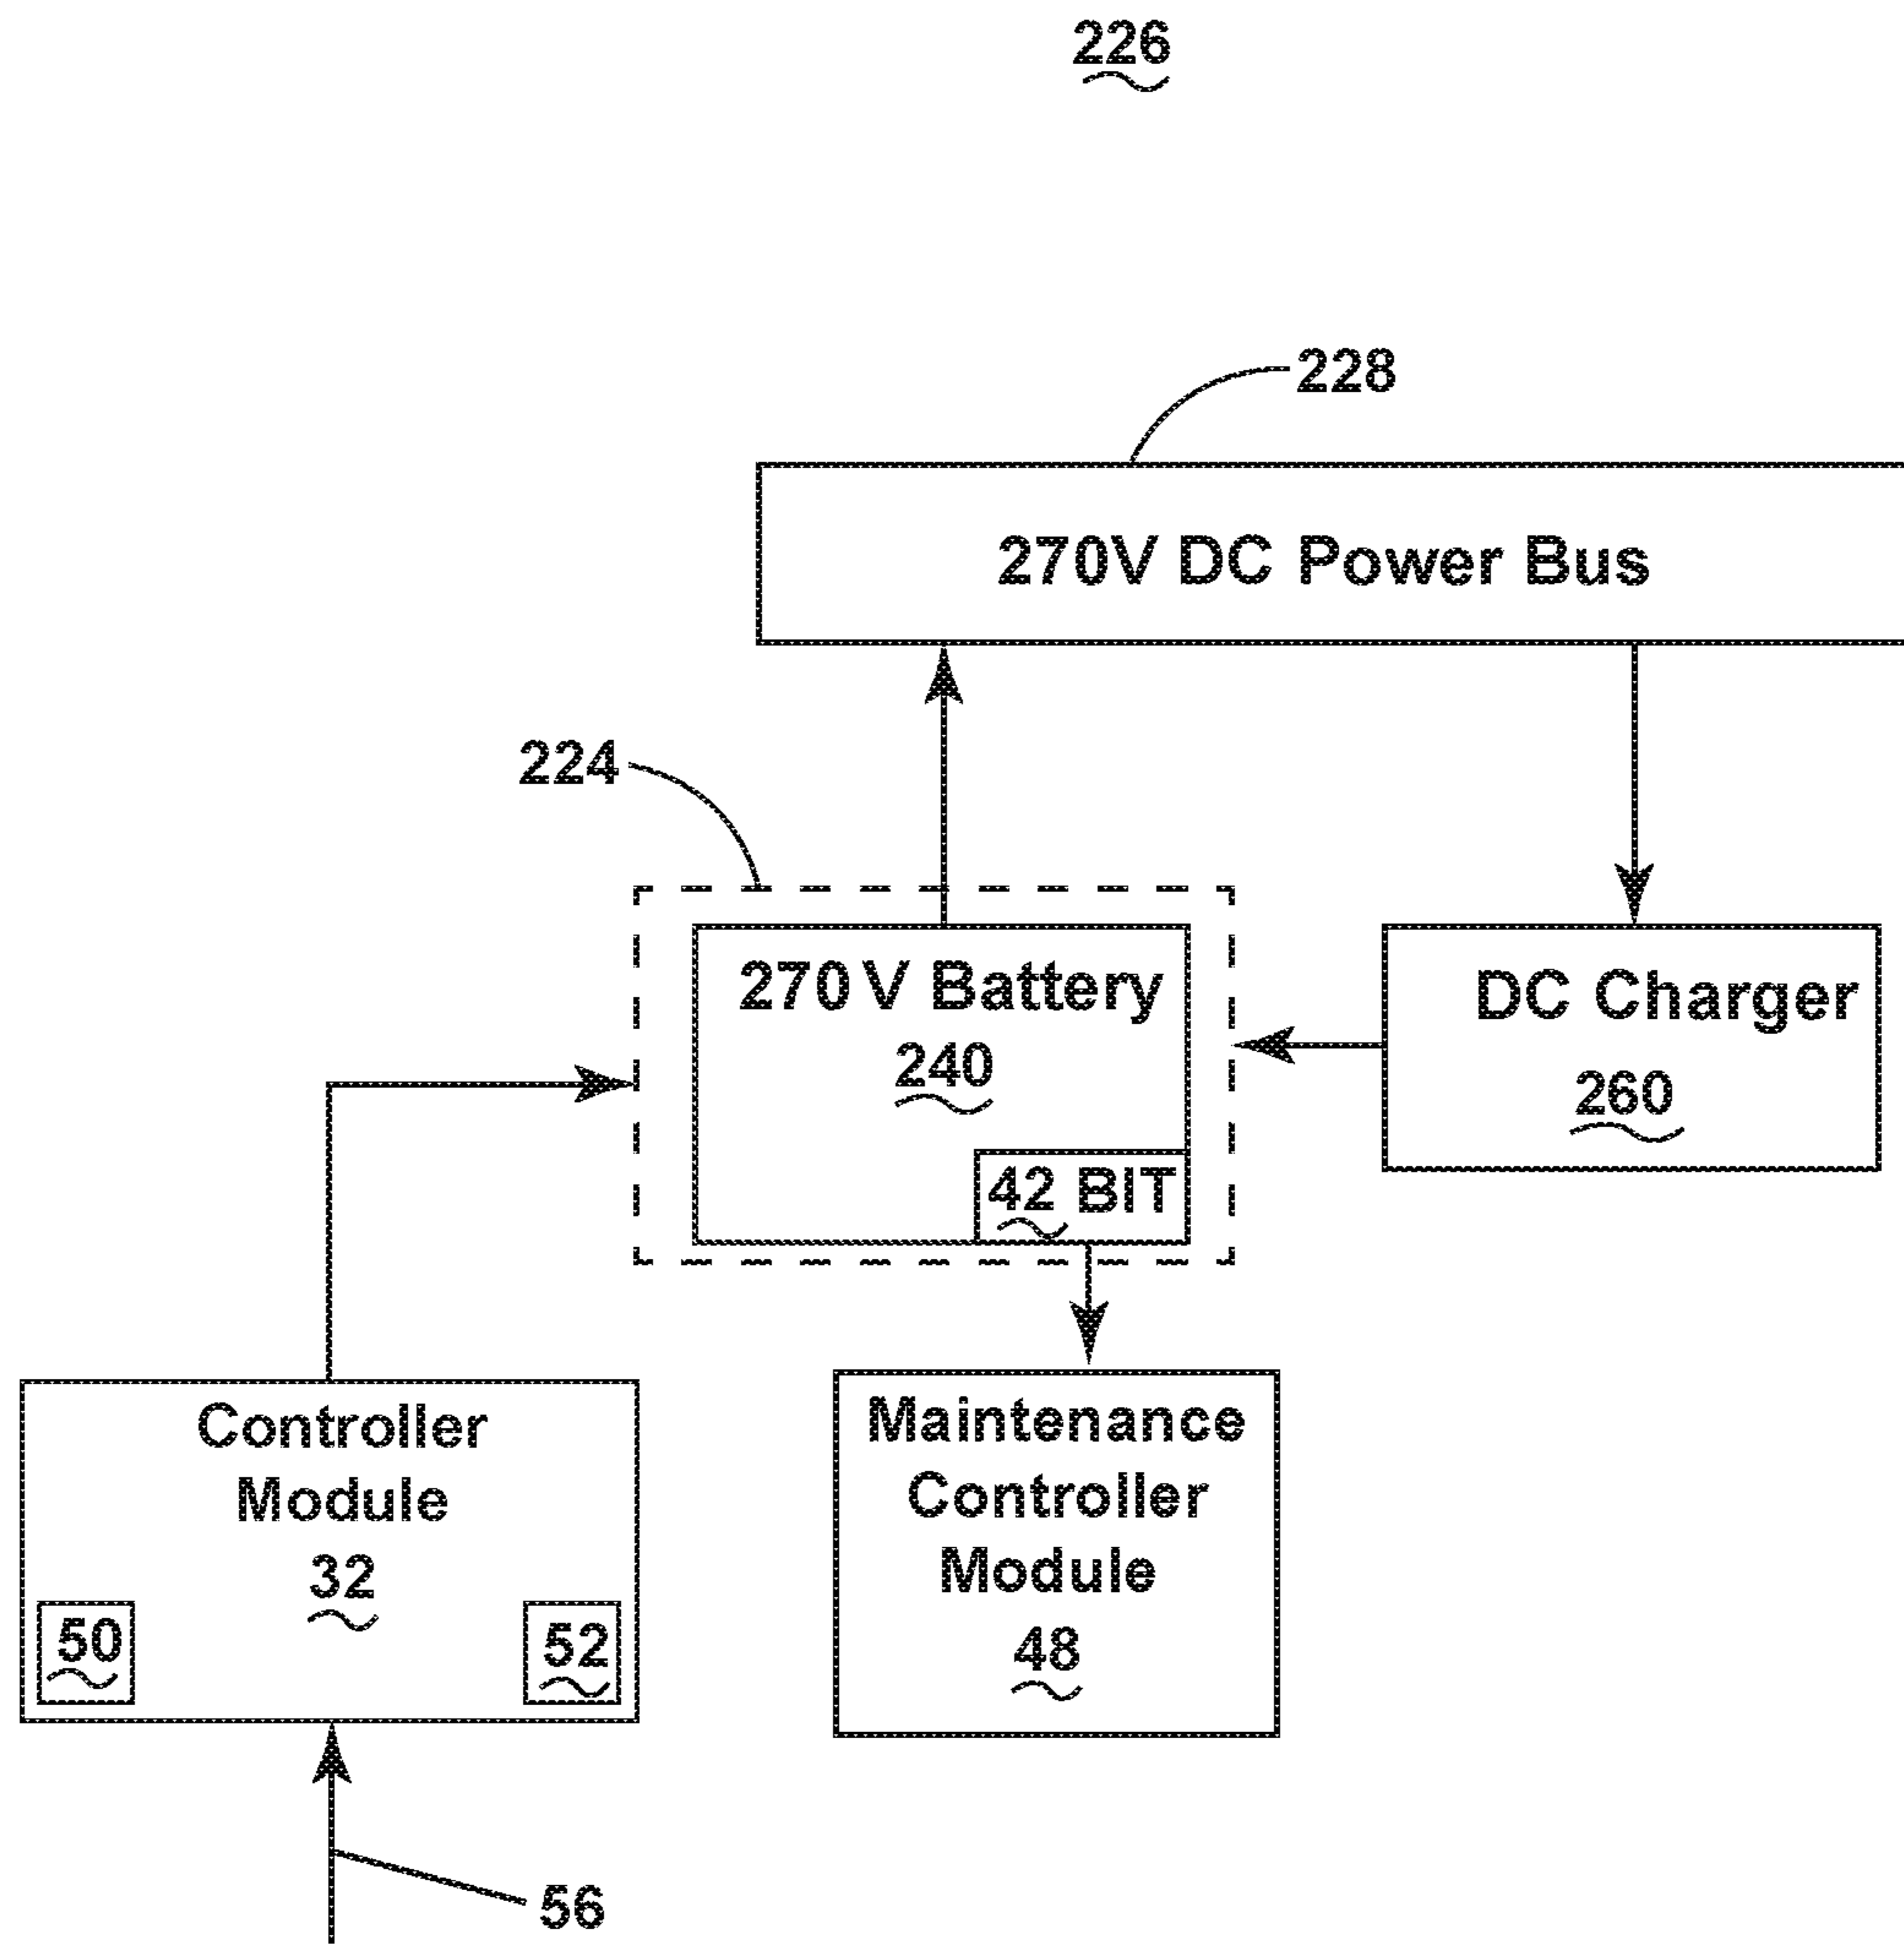 226
228
270V DC Power Bus
224
270 V Battery
240
42 BIT
DC Charger
260
Controller
Module
32
50
52
Maintenance
Controller
Module
48
56